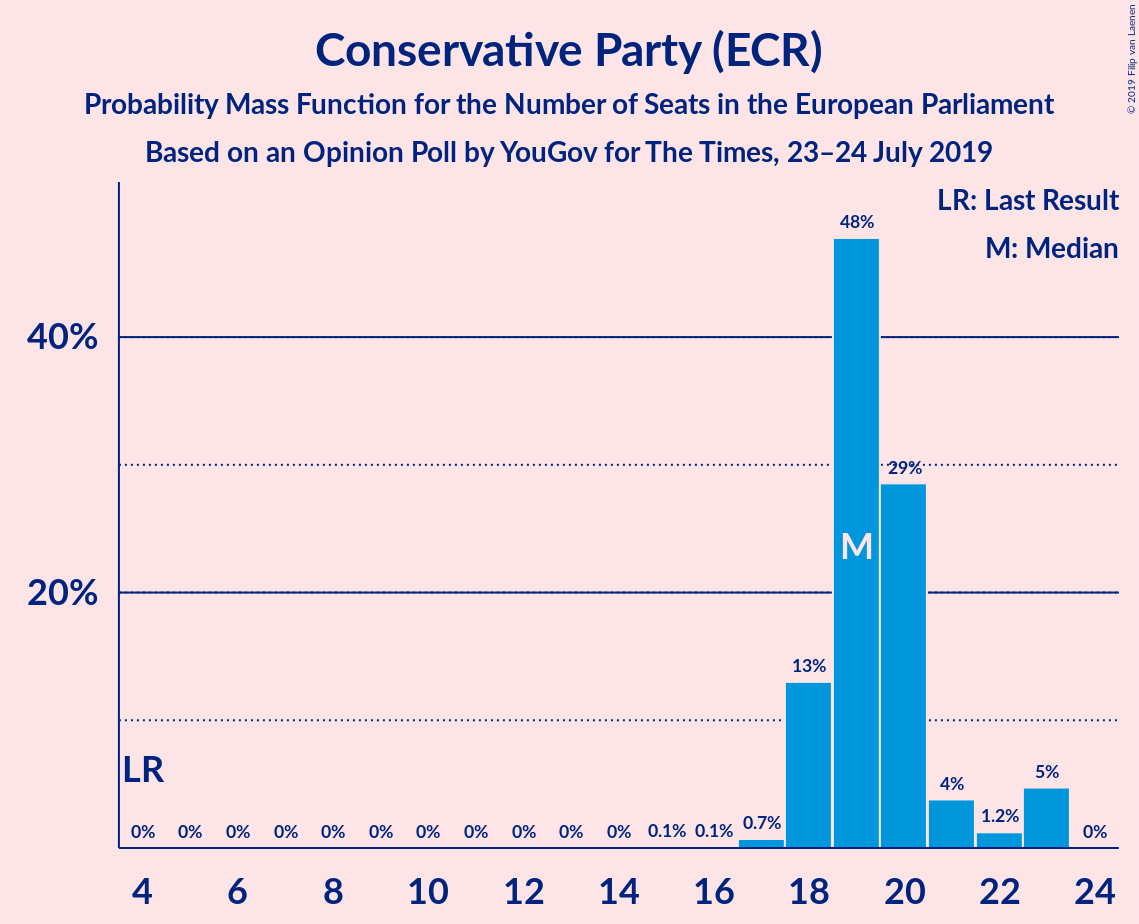 Conservative Party (ECR)
Probability Mass Function for the Number of Seats in the European Parliament
Based on an Opinion Poll by YouGov for The Times, 23–24 July 2019
© 2019 Filip van Laenen
LR: Last Result
M: Median
48%
40%
29%
M
20%
13%
LR
5%
4%
1.2%
0% 0% 0% 0% 0% 0% 0% 0% 0% 0% 0% 0.1% 0.1% 0.7% 0%
4 6 8 10 12 14 16 18 20 22 24